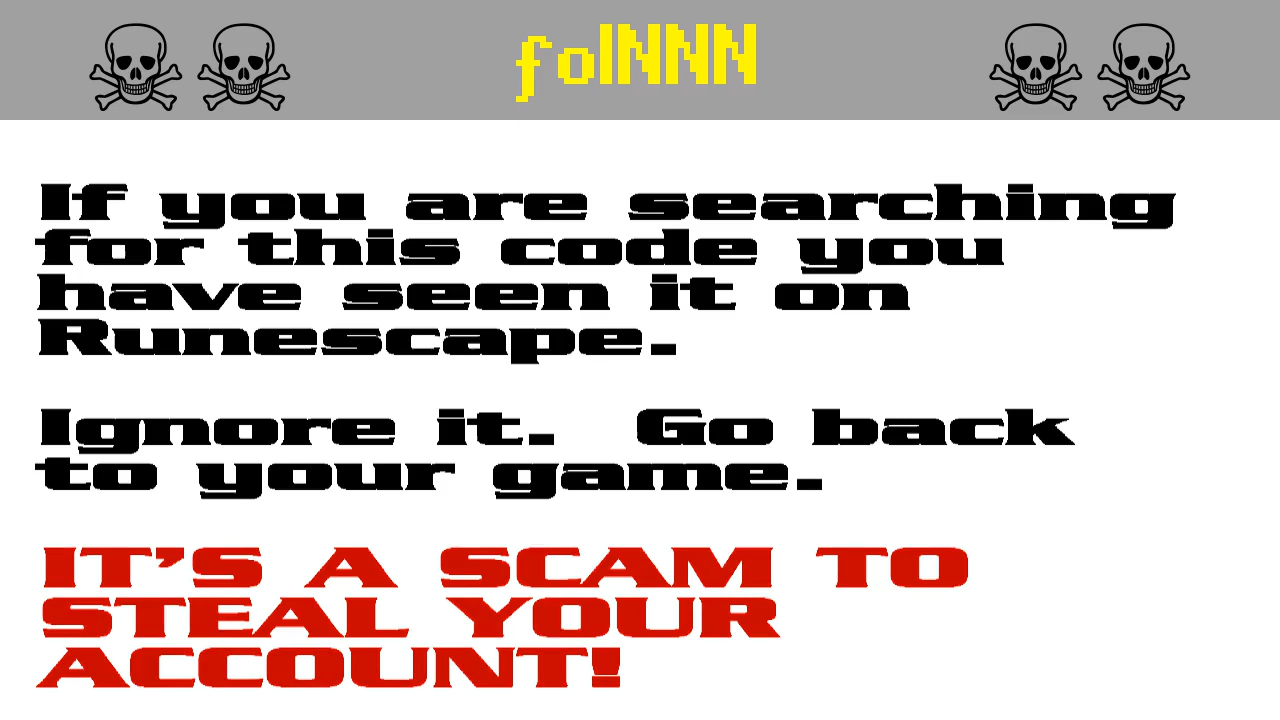 folNNN
If you are searching
for this code you
have seen it on
Runescape.
Ignore it.  Go back
to your game.
IT'S A SCAM TO
STEAL YOUR
ACCOUNT!